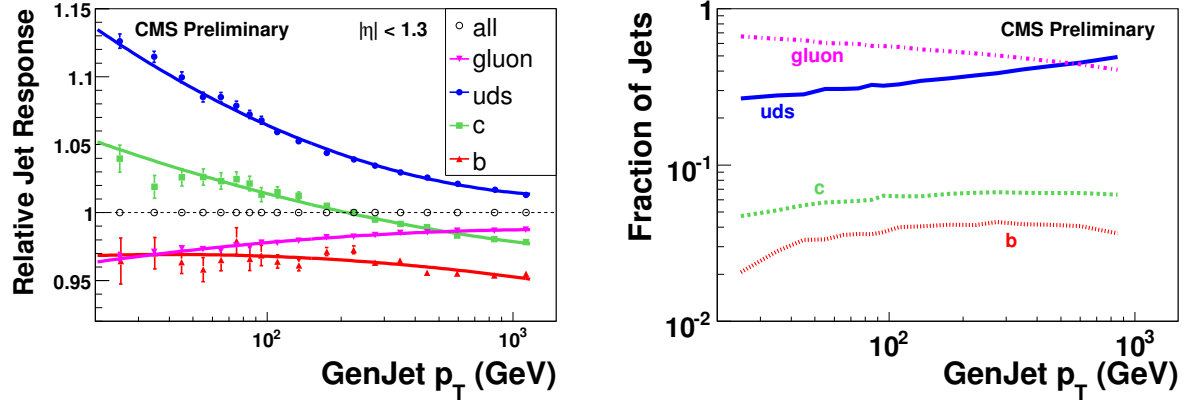 CMS Preliminary
|η| < 1.3
all
gluon
uds
c
b
1.15
1.1
1.05
1
0.95
Relative Jet Response
10²
10³
GenJet p_T (GeV)
CMS Preliminary
gluon
uds
c
b
1
10⁻¹
10⁻²
Fraction of Jets
10²
10³
GenJet p_T (GeV)